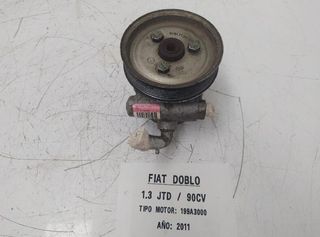 FIAT DOBLO
1.3 JTD / 90CV
TIPO MOTOR: 199A3000
AÑO: 2011